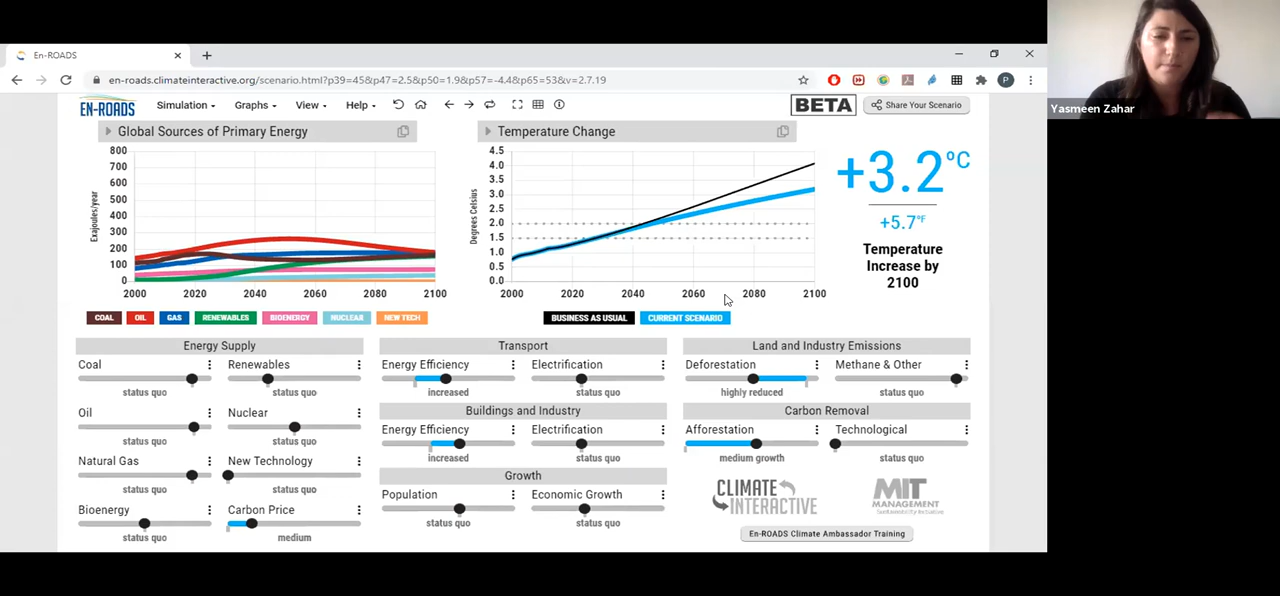 Yasmeen Zahar
En-ROADS
en-roads.climateinteractive.org/scenario.html?p39=45&p47=2.5&p50=1.9&p57=-4.4&p65=53&v=2.7.19
P
EN-ROADS
Simulation
Graphs
View
Help
BETA
Share Your Scenario
Global Sources of Primary Energy
800
700
600
500
400
300
200
100
0
Exajoules/year
2000 2020 2040 2060 2080 2100
COAL OIL GAS RENEWABLES BIOENERGY NUCLEAR NEW TECH
Temperature Change
4.5
4.0
3.5
3.0
2.5
2.0
1.5
1.0
0.5
0.0
Degrees Celsius
2000 2020 2040 2060 2080 2100
BUSINESS AS USUAL CURRENT SCENARIO
+3.2°C
+5.7°F
Temperature
Increase by
2100
Energy Supply
Coal
status quo
Renewables
status quo
Oil
status quo
Nuclear
status quo
Natural Gas
status quo
New Technology
status quo
Bioenergy
status quo
Carbon Price
medium
Transport
Energy Efficiency
increased
Electrification
status quo
Buildings and Industry
Energy Efficiency
increased
Electrification
status quo
Growth
Population
status quo
Economic Growth
status quo
Land and Industry Emissions
Deforestation
highly reduced
Methane & Other
status quo
Carbon Removal
Afforestation
medium growth
Technological
status quo
CLIMATE
INTERACTIVE
MIT
MANAGEMENT
Sustainability Initiative
En-ROADS Climate Ambassador Training